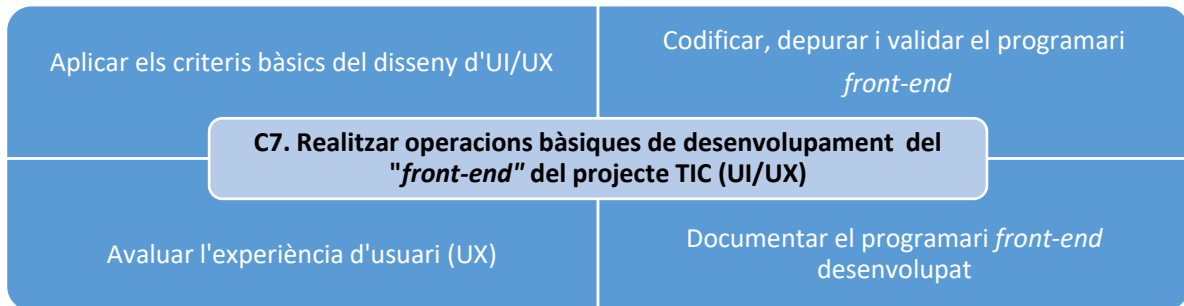 Aplicar els criteris bàsics del disseny d'UI/UX
Codificar, depurar i validar el programari
front-end
C7. Realitzar operacions bàsiques de desenvolupament del
"front-end" del projecte TIC (UI/UX)
Avaluar l'experiència d'usuari (UX)
Documentar el programari front-end
desenvolupat